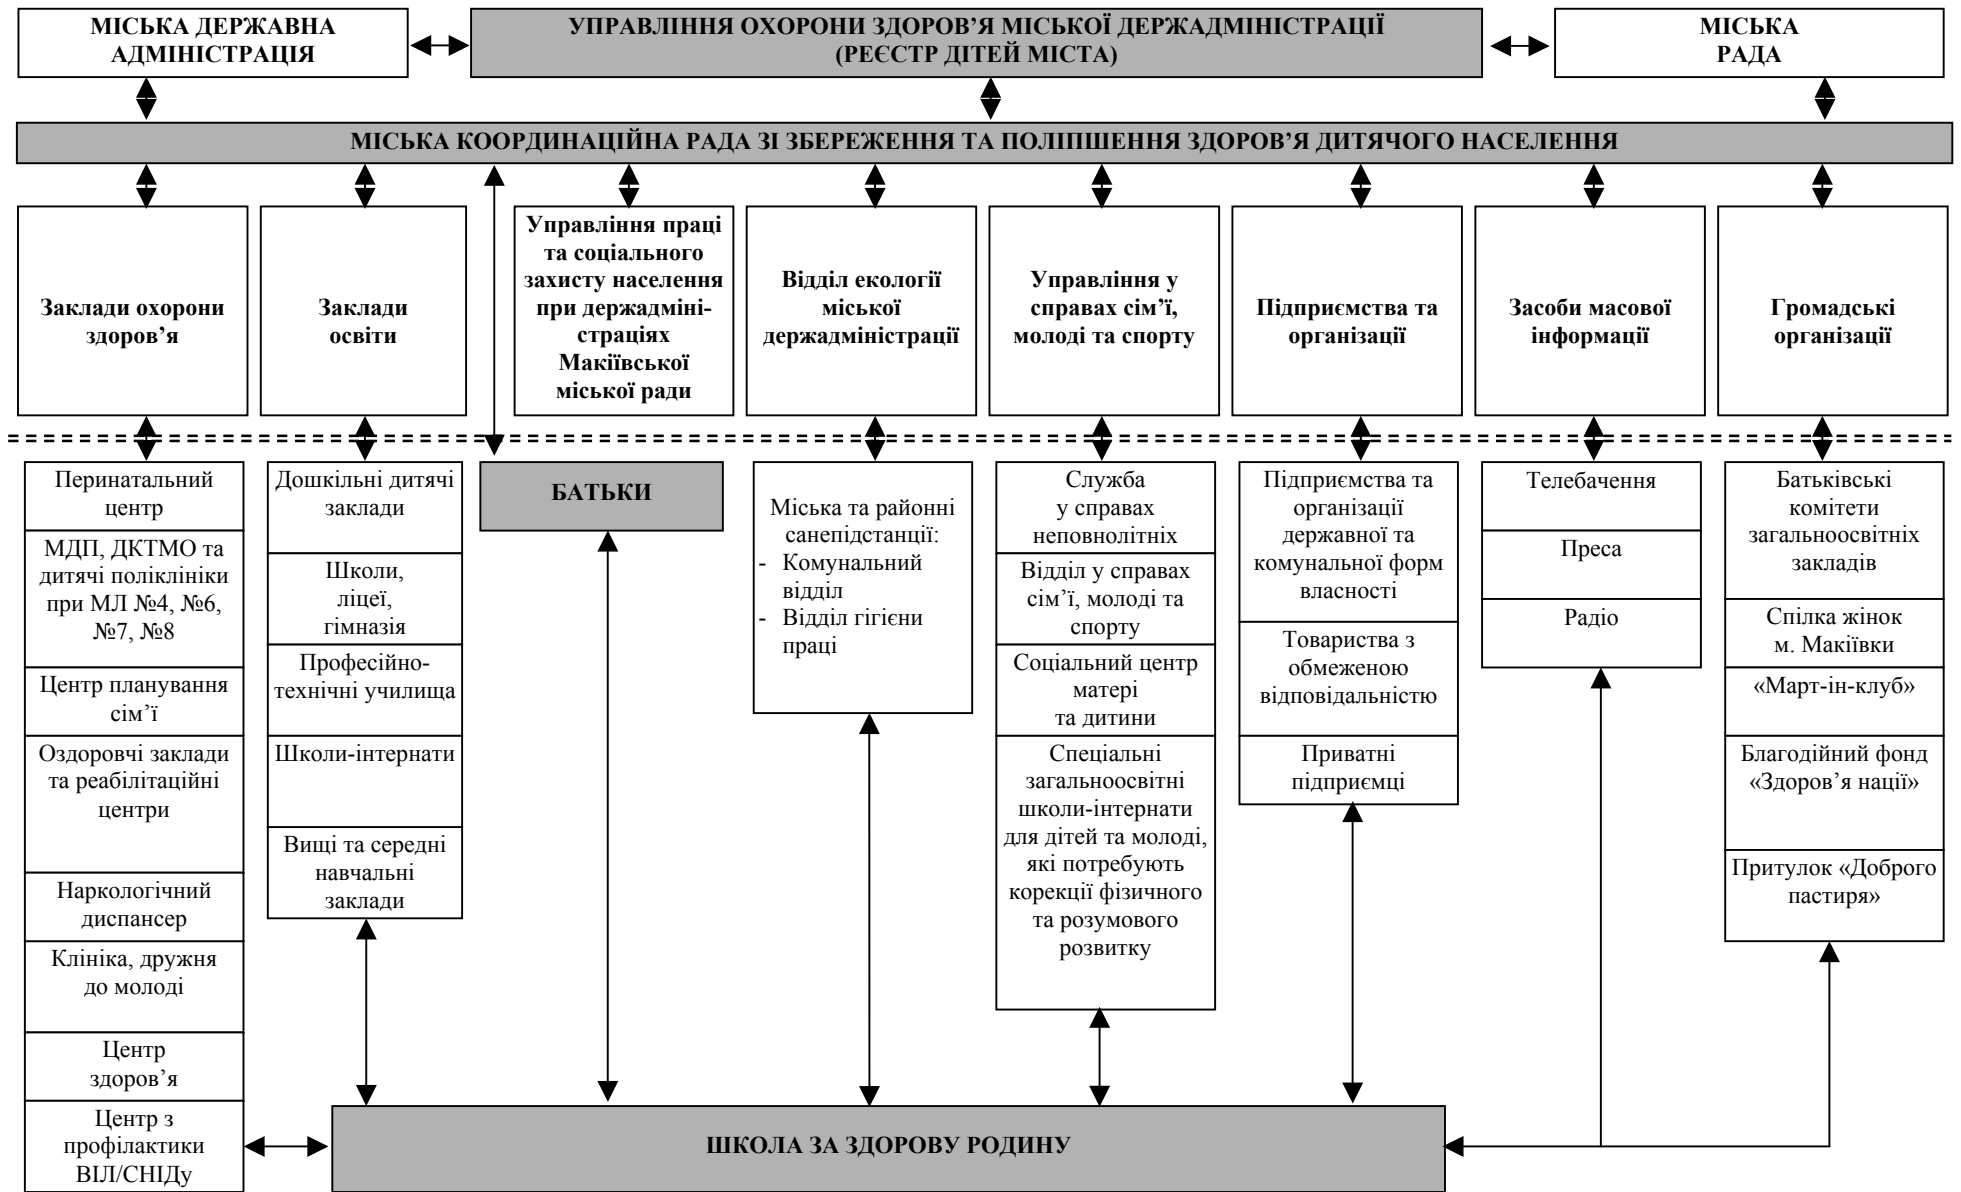 МІСЬКА ДЕРЖАВНА
АДМІНІСТРАЦІЯ
УПРАВЛІННЯ ОХОРОНИ ЗДОРОВ’Я МІСЬКОЇ ДЕРЖАДМІНІСТРАЦІЇ
(РЕЄСТР ДІТЕЙ МІСТА)
МІСЬКА
РАДА
МІСЬКА КООРДИНАЦІЙНА РАДА ЗІ ЗБЕРЕЖЕННЯ ТА ПОЛІПШЕННЯ ЗДОРОВ’Я ДИТЯЧОГО НАСЕЛЕННЯ
Заклади охорони
здоров’я
Заклади
освіти
Управління праці
та соціального
захисту населення
при держадміні-
страціях
Макіївської
міської ради
Відділ екології
міської
держадміністрації
Управління у
справах сім’ї,
молоді та спорту
Підприємства та
організації
Засоби масової
інформації
Громадські
організації
Перинатальний
центр
МДП, ДКТМО та
дитячі поліклініки
при МЛ №4, №6,
№7, №8
Центр планування
сім’ї
Оздоровчі заклади
та реабілітаційні
центри
Наркологічний
диспансер
Клініка, дружня
до молоді
Центр
здоров’я
Центр з
профілактики
ВІЛ/СНІДу
Дошкільні дитячі
заклади
Школи,
ліцеї,
гімназія
Професійно-
технічні училища
Школи-інтернати
Вищі та середні
навчальні
заклади
БАТЬКИ
Міська та районні
санепідстанції:
- Комунальний
відділ
- Відділ гігієни
праці
Служба
у справах
неповнолітніх
Відділ у справах
сім’ї, молоді та
спорту
Соціальний центр
матері
та дитини
Спеціальні
загальноосвітні
школи-інтернати
для дітей та молоді,
які потребують
корекції фізичного
та розумового
розвитку
Підприємства та
організації
державної та
комунальної форм
власності
Товариства з
обмеженою
відповідальністю
Приватні
підприємці
Телебачення
Преса
Радіо
Батьківські
комітети
загальноосвітніх
закладів
Спілка жінок
м. Макіївки
«Март-ін-клуб»
Благодійний фонд
«Здоров’я нації»
Притулок «Доброго
пастиря»
ШКОЛА ЗА ЗДОРОВУ РОДИНУ